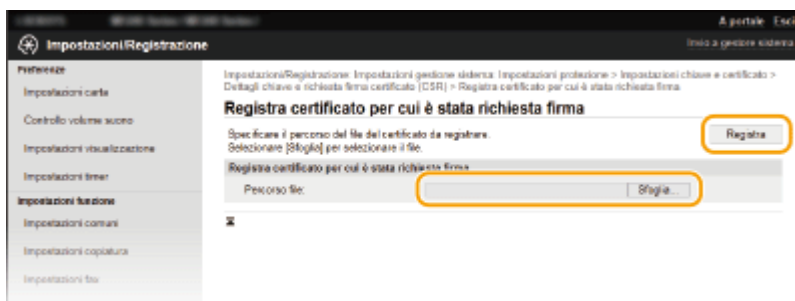 A portale Esci
Impostazioni/Registrazione
Invio a gestore sistema
Preferenze
Impostazioni carta
Controllo volume suono
Impostazioni visualizzazione
Impostazioni timer
Impostazioni funzione
Impostazioni comuni
Impostazioni copiatura
Impostazioni fax
Impostazioni/Registrazione: Impostazioni gestione sistema: Impostazioni protezione > Impostazioni chiave e certificato >
Dettagli chiave e richiesta firma certificato (CSR) > Registra certificato per cui è stata richiesta firma
Registra certificato per cui è stata richiesta firma
Specificare il percorso del file del certificato da registrare.
Selezionare [Sfoglia] per selezionare il file.
Registra
Registra certificato per cui è stata richiesta firma
Percorso file:
Sfoglia...